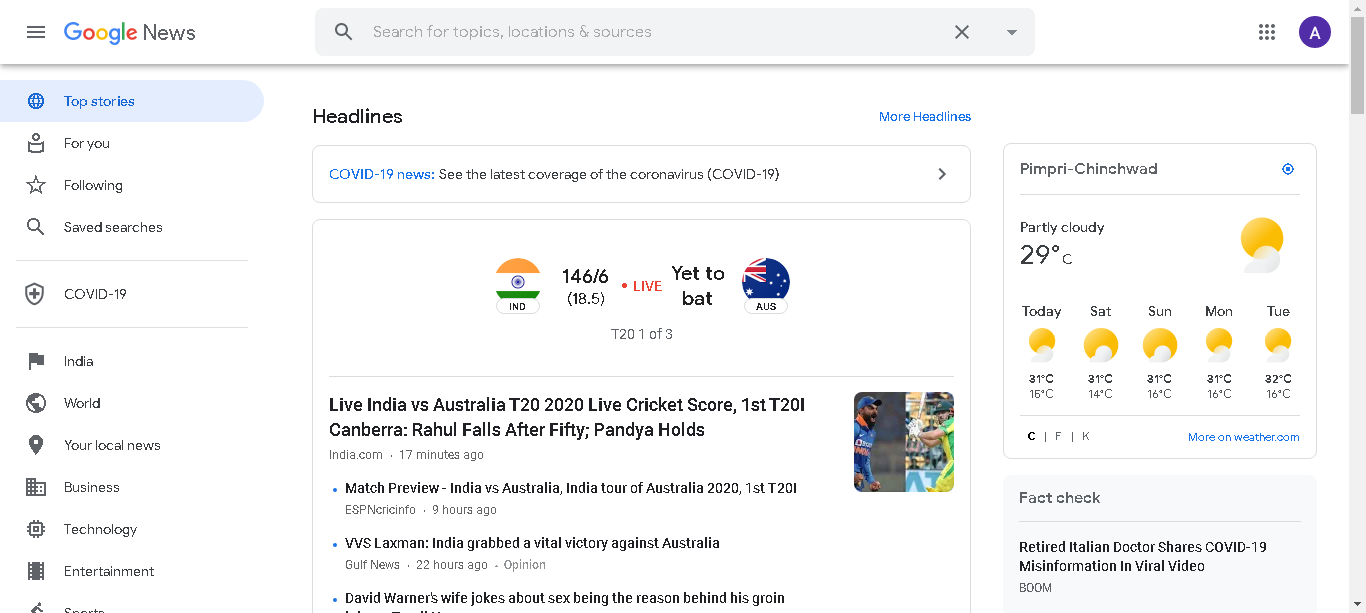 Google News
Search for topics, locations & sources
A
Top stories
For you
Following
Saved searches
COVID-19
India
World
Your local news
Business
Technology
Entertainment
Sports
Headlines
More Headlines
COVID-19 news: See the latest coverage of the coronavirus (COVID-19)
IND
146/6
(18.5)
LIVE
Yet to
bat
AUS
T20 1 of 3
Live India vs Australia T20 2020 Live Cricket Score, 1st T20I
Canberra: Rahul Falls After Fifty; Pandya Holds
India.com · 17 minutes ago
Match Preview - India vs Australia, India tour of Australia 2020, 1st T20I
ESPNcricinfo · 9 hours ago
VVS Laxman: India grabbed a vital victory against Australia
Gulf News · 22 hours ago · Opinion
David Warner's wife jokes about sex being the reason behind his groin
Pimpri-Chinchwad
Partly cloudy
29°C
Today Sat Sun Mon Tue
31°C 31°C 31°C 31°C 32°C
15°C 14°C 16°C 16°C 16°C
C | F | K
More on weather.com
Fact check
Retired Italian Doctor Shares COVID-19
Misinformation In Viral Video
BOOM